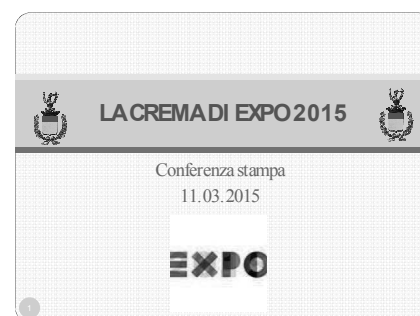 LA CREMA DI EXPO 2015
Conferenza stampa
11.03.2015
EXPO
1